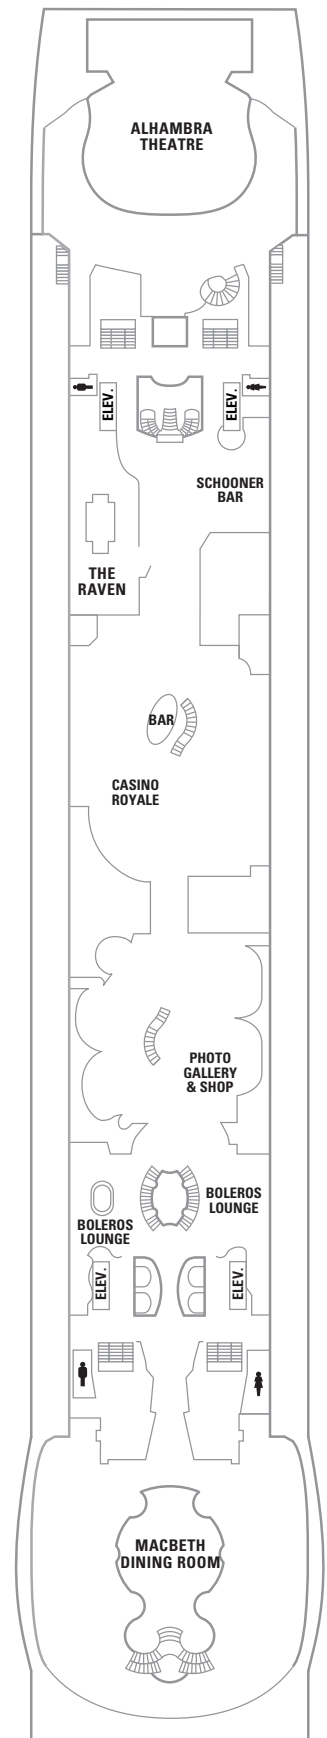 ALHAMBRA
THEATRE
ELEV.
ELEV.
SCHOONER
BAR
THE
RAVEN
BAR
CASINO
ROYALE
PHOTO
GALLERY
& SHOP
BOLEROS
LOUNGE
BOLEROS
LOUNGE
ELEV.
ELEV.
MACBETH
DINING ROOM